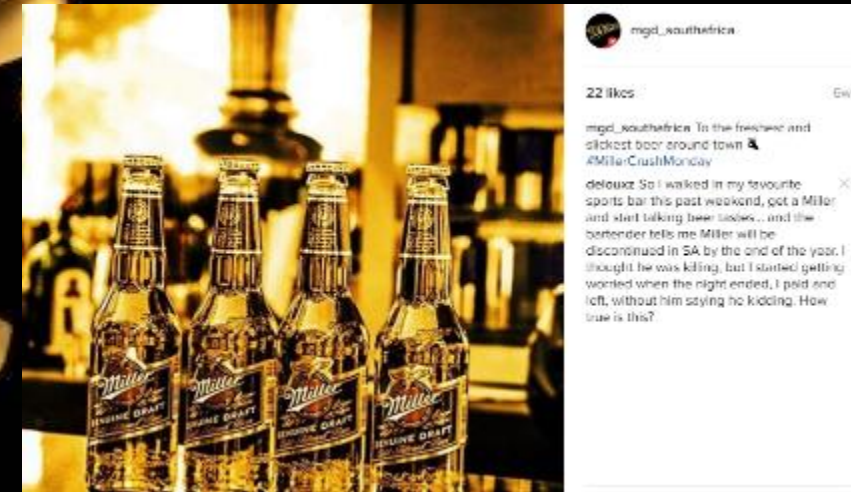 mgd_southafrica
22 likes
6w
mgd_southafrica To the freshest and
slickest beer around town
#MillerCrushMonday
delouxz So I walked in my favourite
sports bar this past weekend, get a Miller
and start talking beer tastes... and the
bartender tells me Miller will be
discontinued in SA by the end of the year. I
thought he was killing, but I started getting
worried when the night ended, I paid and
left, without him saying he kidding. How
true is this?
Miller Miller Miller Miller
GENUINE DRAFT GENUINE DRAFT GENUINE DRAFT GENUINE DRAFT